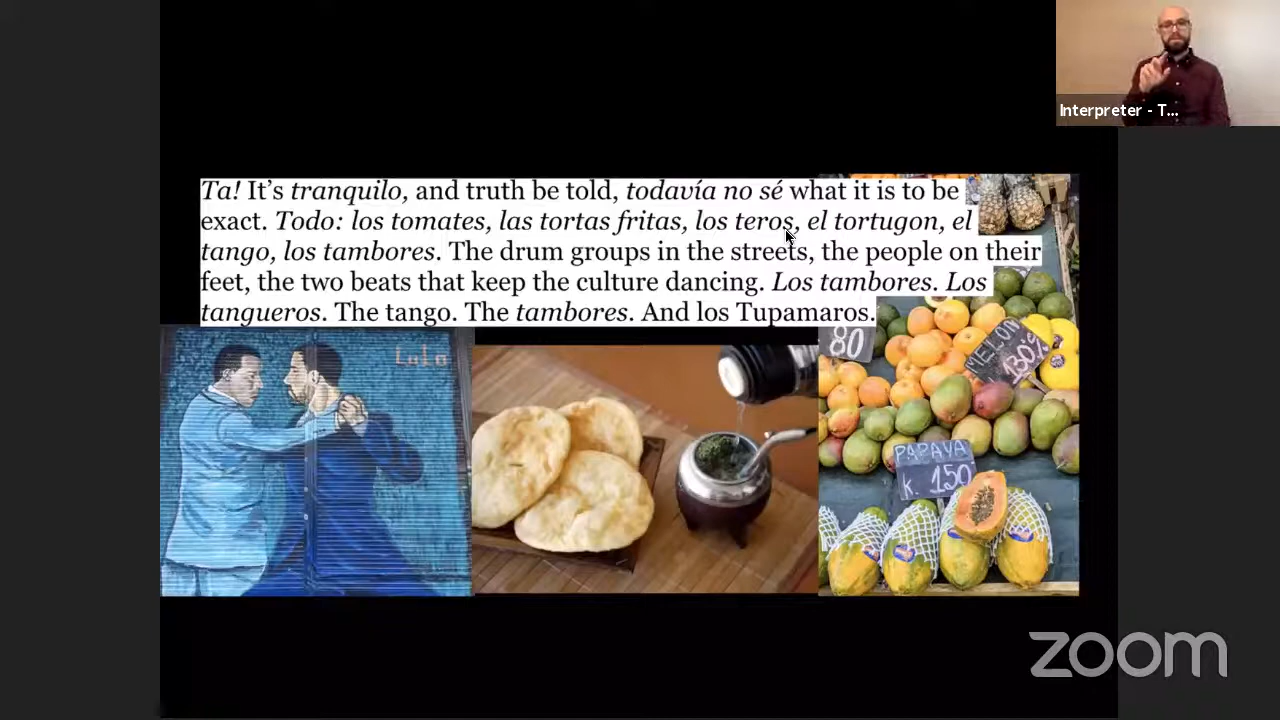 Interpreter - T...
Ta! It's tranquilo, and truth be told, todavía no sé what it is to be
exact. Todo: los tomates, las tortas fritas, los teros, el tortugon, el
tango, los tambores. The drum groups in the streets, the people on their
feet, the two beats that keep the culture dancing. Los tambores. Los
tangueros. The tango. The tambores. And los Tupamaros.
Lulo
80
MELON
130
PAPAYA
K. 150
zoom